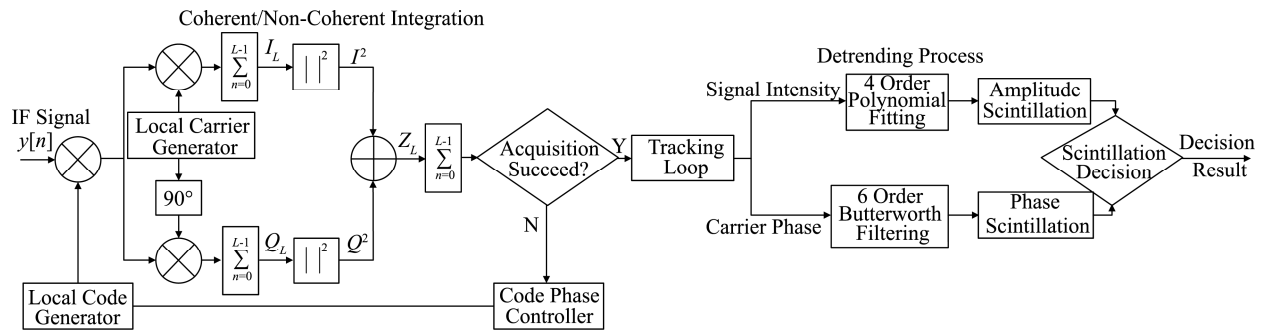 Coherent/Non-Coherent Integration
IF Signal
y[n]
Local Carrier
Generator
90°
L-1
∑
n=0
I_L
| |²
I²
L-1
∑
n=0
Q_L
| |²
Q²
Z_L
L-1
∑
n=0
Acquisition
Succeed?
Y
N
Local Code
Generator
Code Phase
Controller
Tracking
Loop
Detrending Process
Signal Intensity
4 Order
Polynomial
Fitting
Amplitude
Scintillation
Carrier Phase
6 Order
Butterworth
Filtering
Phase
Scintillation
Scintillation
Decision
Decision
Result